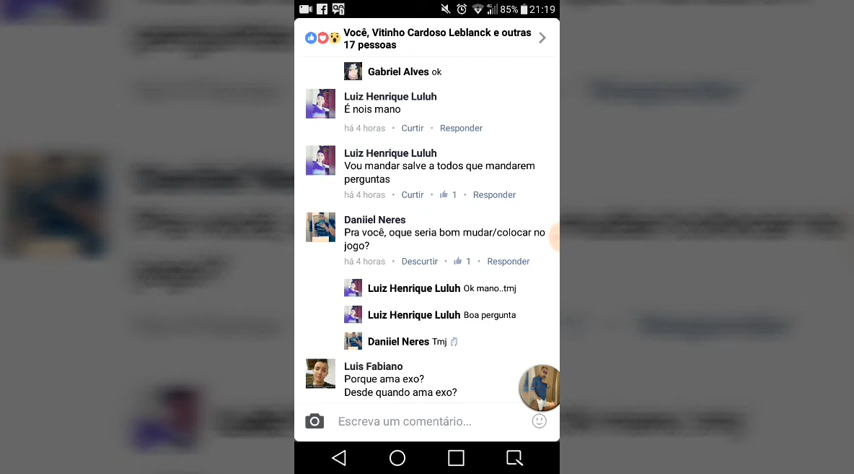 85% 21:19
Você, Vitinho Cardoso Leblanck e outras
17 pessoas
Gabriel Alves ok
Luiz Henrique Luluh
É nois mano
há 4 horas • Curtir • Responder
Luiz Henrique Luluh
Vou mandar salve a todos que mandarem
perguntas
há 4 horas • Curtir • 1 • Responder
Daniiel Neres
Pra você, oque seria bom mudar/colocar no
jogo?
há 4 horas • Descurtir • 1 • Responder
Luiz Henrique Luluh Ok mano..tmj
Luiz Henrique Luluh Boa pergunta
Daniiel Neres Tmj
Luis Fabiano
Porque ama exo?
Desde quando ama exo?
Escreva um comentário...